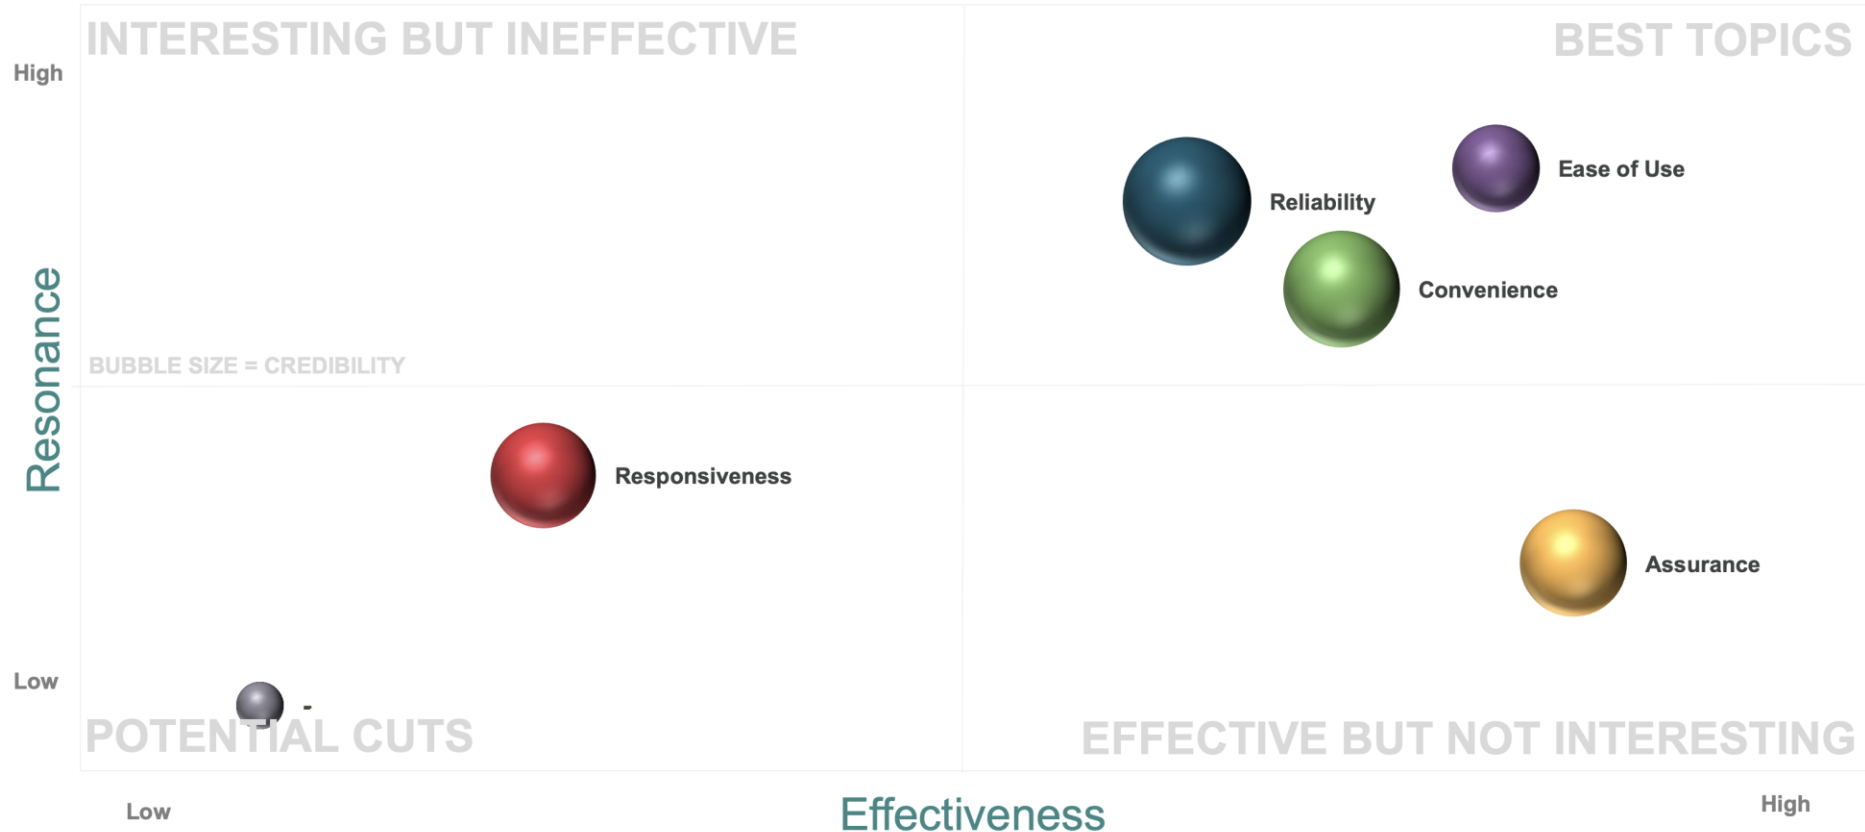 INTERESTING BUT INEFFECTIVE
BEST TOPICS
High
Ease of Use
Reliability
Convenience
Resonance
BUBBLE SIZE = CREDIBILITY
Responsiveness
Assurance
Low
-
POTENTIAL CUTS
EFFECTIVE BUT NOT INTERESTING
Low
Effectiveness
High